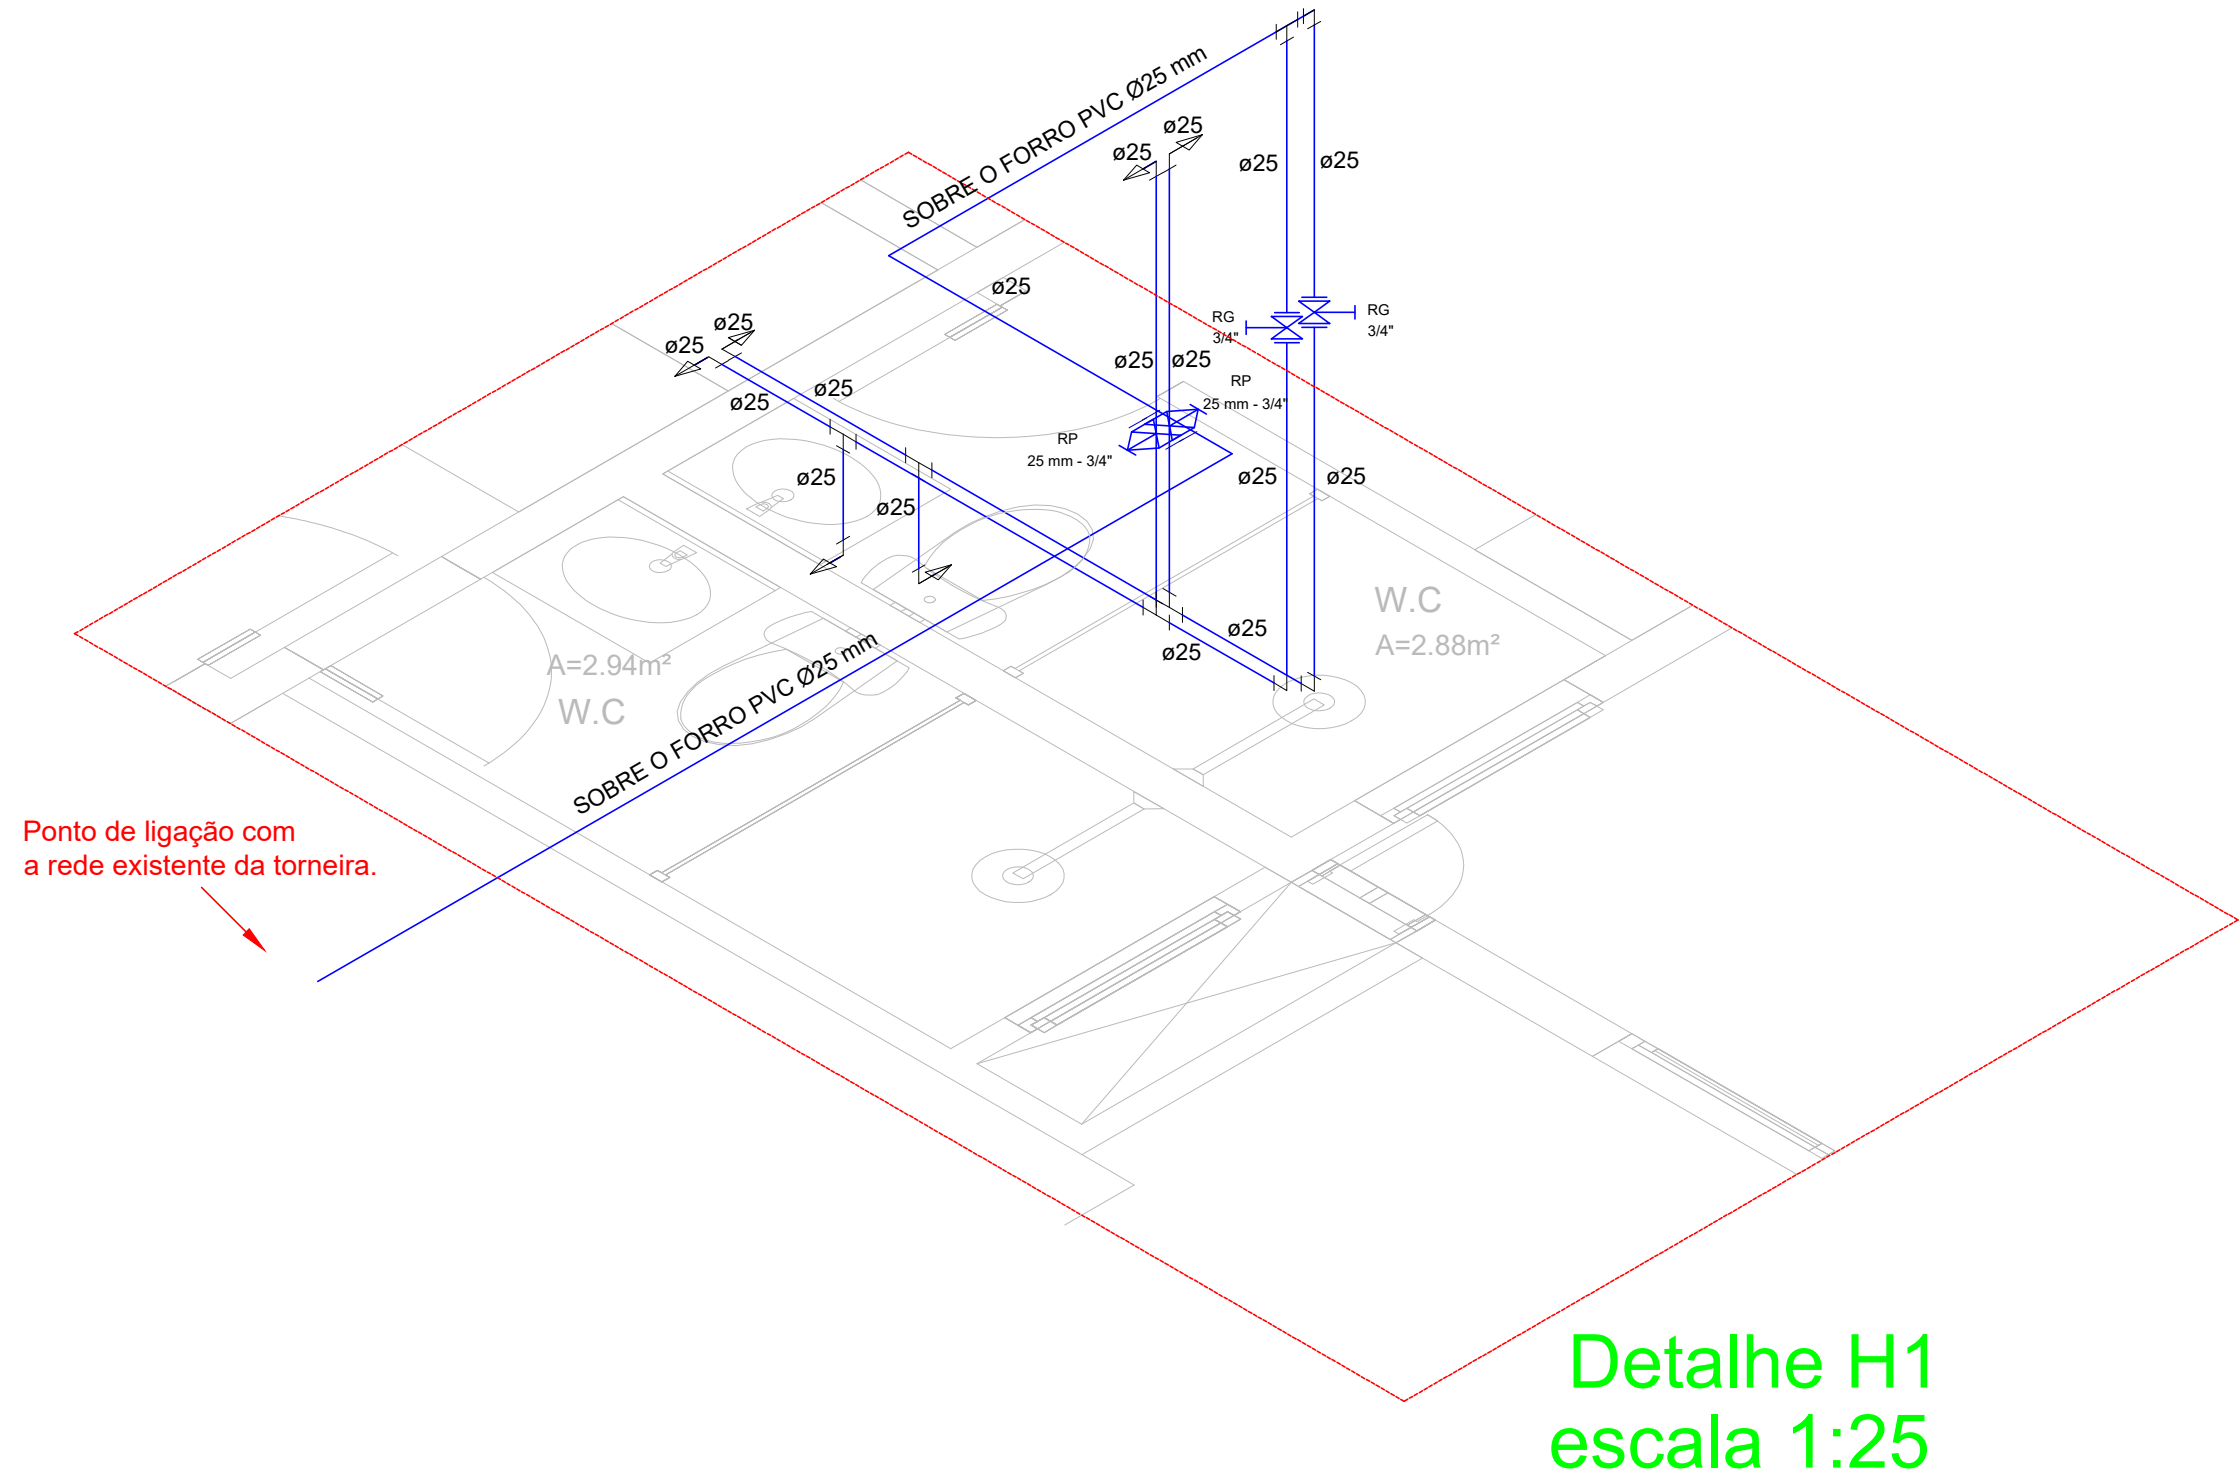 SOBRE O FORRO PVC Ø25 mm
ø25
ø25
ø25
ø25
ø25
RG
3/4"
RG
3/4"
ø25
ø25
ø25
ø25
ø25
ø25
ø25
RP
25 mm - 3/4"
RP
25 mm - 3/4"
ø25
ø25
ø25
ø25
W.C
A=2.88m²
ø25
ø25
A=2.94m²
W.C
SOBRE O FORRO PVC Ø25 mm
Ponto de ligação com
a rede existente da torneira.
Detalhe H1
escala 1:25